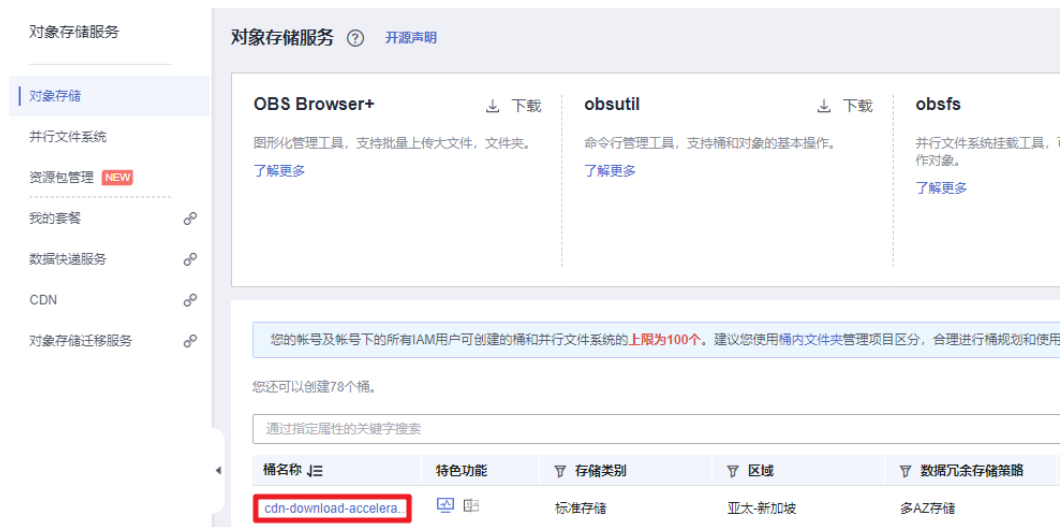 对象存储服务
对象存储
并行文件系统
资源包管理 NEW
我的套餐
数据快递服务
CDN
对象存储迁移服务
对象存储服务 ? 开源声明
OBS Browser+ 下载
图形化管理工具，支持批量上传大文件，文件夹。
了解更多
obsutil 下载
命令行管理工具，支持桶和对象的基本操作。
了解更多
obsfs
并行文件系统挂载工具，
作对象。
了解更多
您的帐号及帐号下的所有IAM用户可创建的桶和并行文件系统的上限为100个。建议您使用桶内文件夹管理项目区分，合理进行桶规划和使用
您还可以创建78个桶。
通过指定属性的关键字搜索
桶名称 特色功能 存储类别 区域 数据冗余存储策略
cdn-download-accelera... 标准存储 亚太-新加坡 多AZ存储